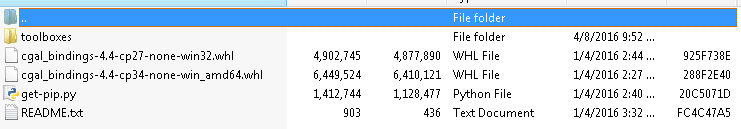 .. File folder
toolboxes File folder 4/8/2016 9:52 ...
cgal_bindings-4.4-cp27-none-win32.whl 4,902,745 4,877,890 WHL File 1/4/2016 2:44 ... 925F738E
cgal_bindings-4.4-cp34-none-win_amd64.whl 6,449,524 6,410,121 WHL File 1/4/2016 2:27 ... 288F2E40
get-pip.py 1,412,744 1,128,477 Python File 1/4/2016 2:40 ... 20C5071D
README.txt 903 436 Text Document 1/4/2016 3:32 ... FC4C47A5